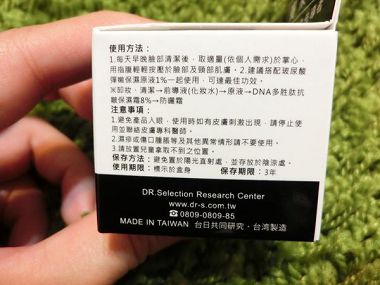 使用方法：
1.每天早晚臉部清潔後，取適量(依個人需求)於掌心，
用指腹輕輕按壓於臉部及頸部肌膚。2.建議搭配玻尿酸
彈嫩保濕原液1%一起使用，可達最佳功效。
※卸妝、清潔→前導液(化妝水)→原液→DNA多胜肽抗
皺保濕霜8%→防曬霜
注意事項：
1.避免產品入眼，使用時如有皮膚刺激出現，請停止使
用並聯絡皮膚專科醫師。
2.濕疹或傷口腫脹等及其他異常情形請不要使用。
3.請放置兒童拿取不到之位置。
保存方法：避免置於陽光直射處，並存放於陰涼處。
使用期限：標示於盒身 保存期限：3年
DR.Selection Research Center
www.dr-s.com.tw
☎0809-0809-85
MADE IN TAIWAN 台日共同研究‧台灣製造